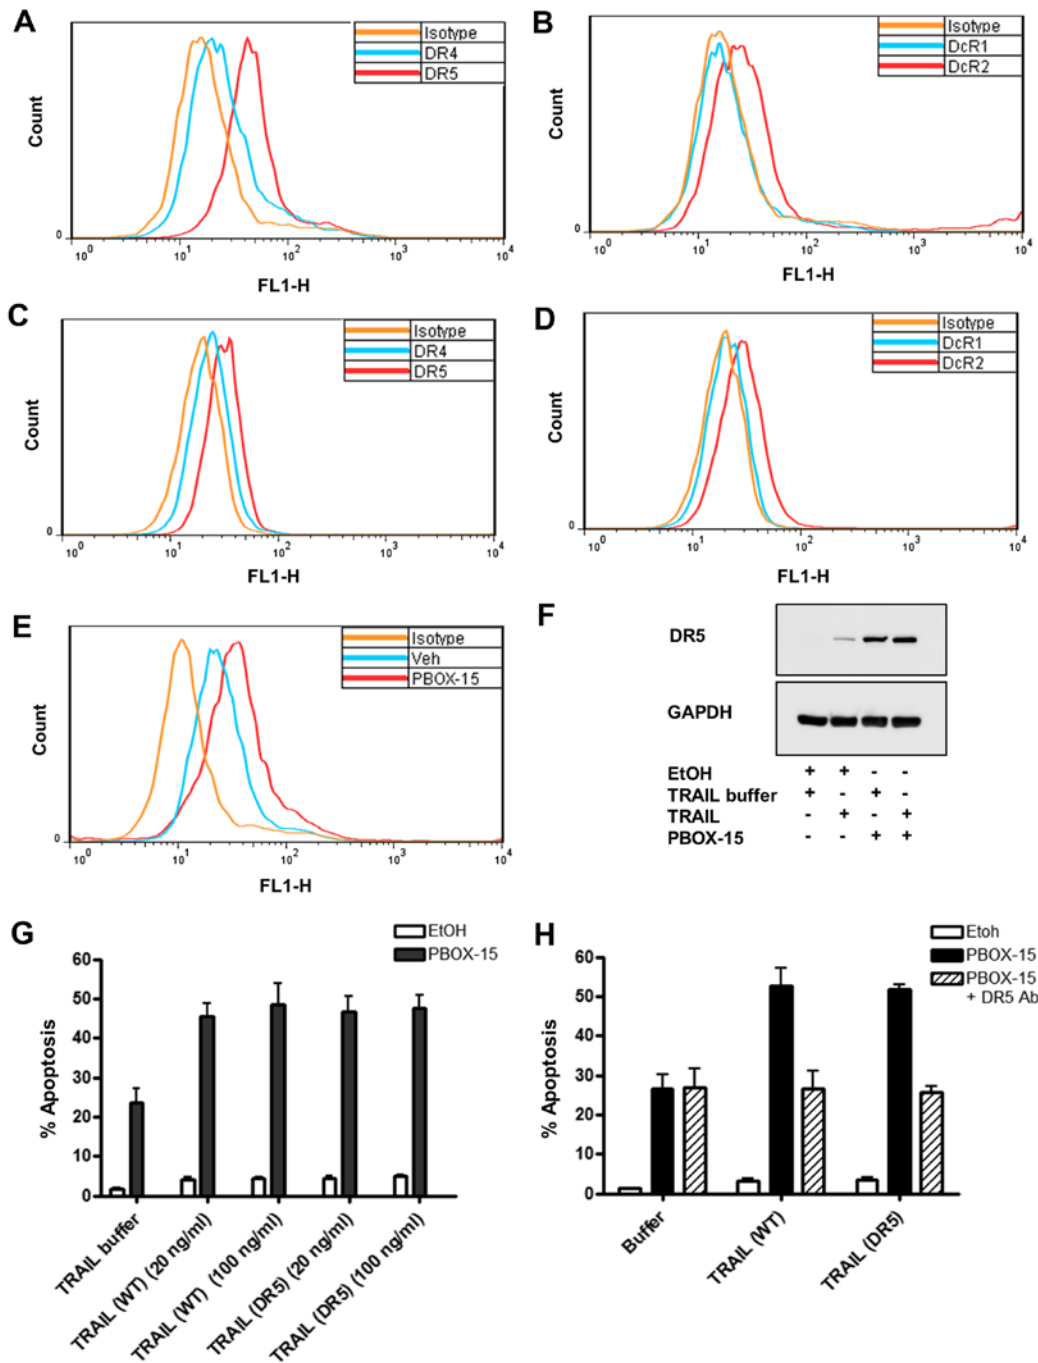 A
Isotype
DR4
DR5
Count
0
10^0 10^1 10^2 10^3 10^4
FL1-H
B
Isotype
DcR1
DcR2
Count
0
10^0 10^1 10^2 10^3 10^4
FL1-H
C
Isotype
DR4
DR5
Count
0
10^0 10^1 10^2 10^3 10^4
FL1-H
D
Isotype
DcR1
DcR2
Count
0
10^0 10^1 10^2 10^3 10^4
FL1-H
E
Isotype
Veh
PBOX-15
Count
0
10^0 10^1 10^2 10^3 10^4
FL1-H
F
DR5
GAPDH
EtOH + + - -
TRAIL buffer + - + -
TRAIL - + - +
PBOX-15 - - + +
G
EtOH
PBOX-15
% Apoptosis
60
50
40
30
20
10
0
TRAIL buffer
TRAIL (WT) (20 ng/ml)
TRAIL (WT) (100 ng/ml)
TRAIL (DR5) (20 ng/ml)
TRAIL (DR5) (100 ng/ml)
H
Etoh
PBOX-15
PBOX-15
+ DR5 Ab
% Apoptosis
60
50
40
30
20
10
0
Buffer
TRAIL (WT)
TRAIL (DR5)